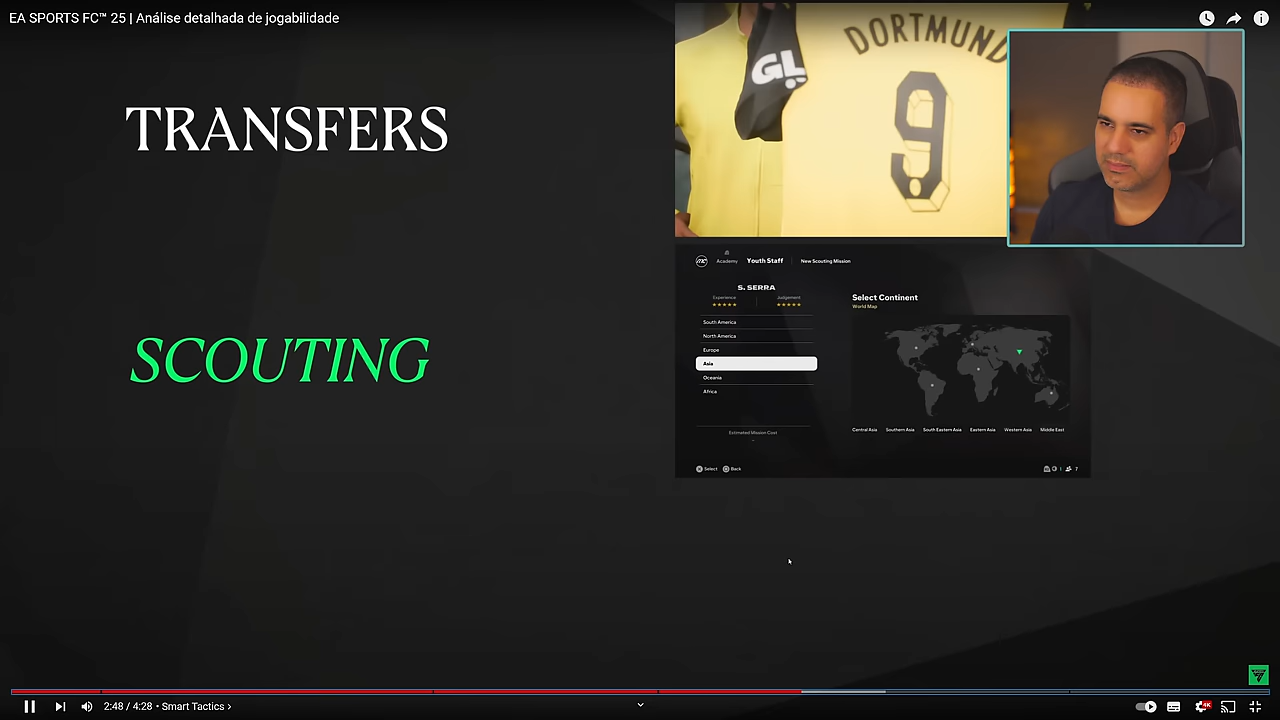 EA SPORTS FC™ 25 | Análise detalhada de jogabilidade
TRANSFERS
SCOUTING
GL
DORTMUND
9
Academy
Youth Staff
New Scouting Mission
S. SERRA
Experience
Judgement
South America
North America
Europe
Asia
Oceania
Africa
Estimated Mission Cost
Select Continent
World Map
Central Asia
Southern Asia
South Eastern Asia
Eastern Asia
Western Asia
Middle East
Select
Back
7
2:48 / 4:28 • Smart Tactics
4K